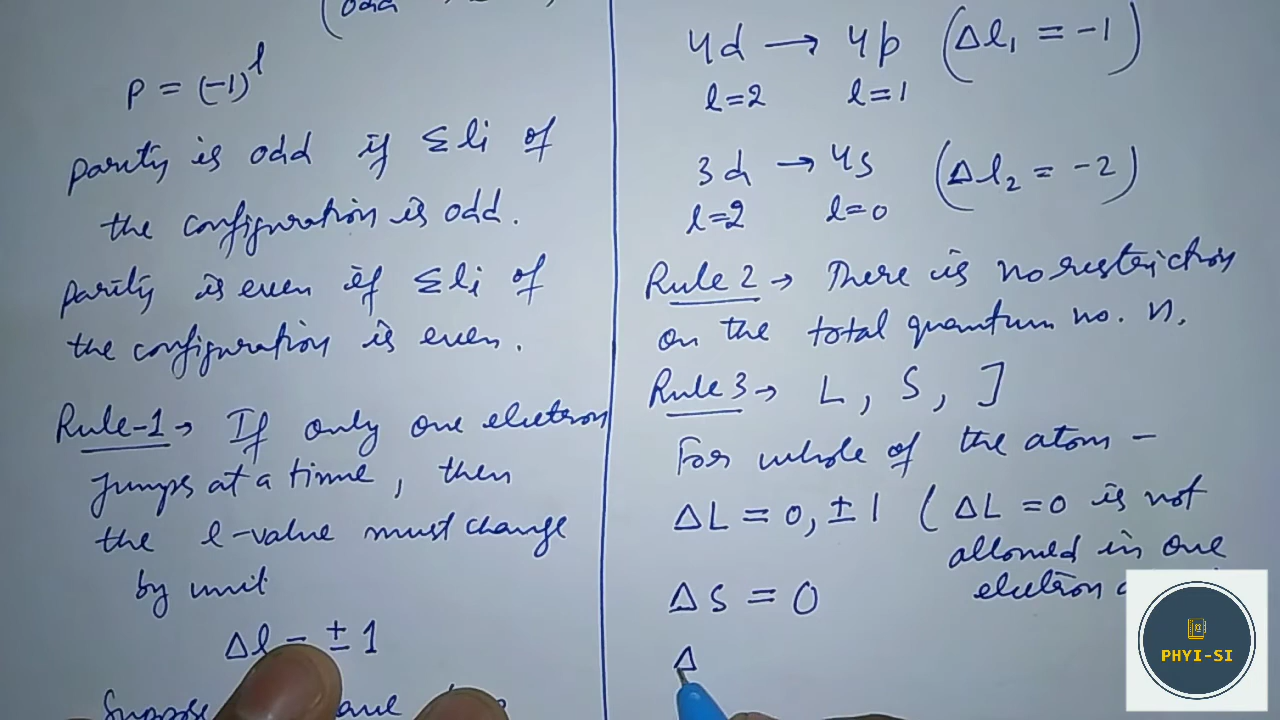 P = (-1)^l
parity is odd if Σli of
the configuration is odd.
parity is even if Σli of
the configuration is even.
Rule-1→ If only one electron
jumps at a time, then
the l-value must change
by unit
Δl = ±1
Suppose
4d → 4p (Δl₁ = -1)
l=2 l=1
3d → 4s (Δl₂ = -2)
l=2 l=0
Rule 2→ There is no restriction
on the total quantum no. n.
Rule 3→ L, S, J
For whole of the atom -
ΔL = 0, ±1 (ΔL = 0 is not
allowed in one
electron
ΔS = 0
Δ
PHYI-SI